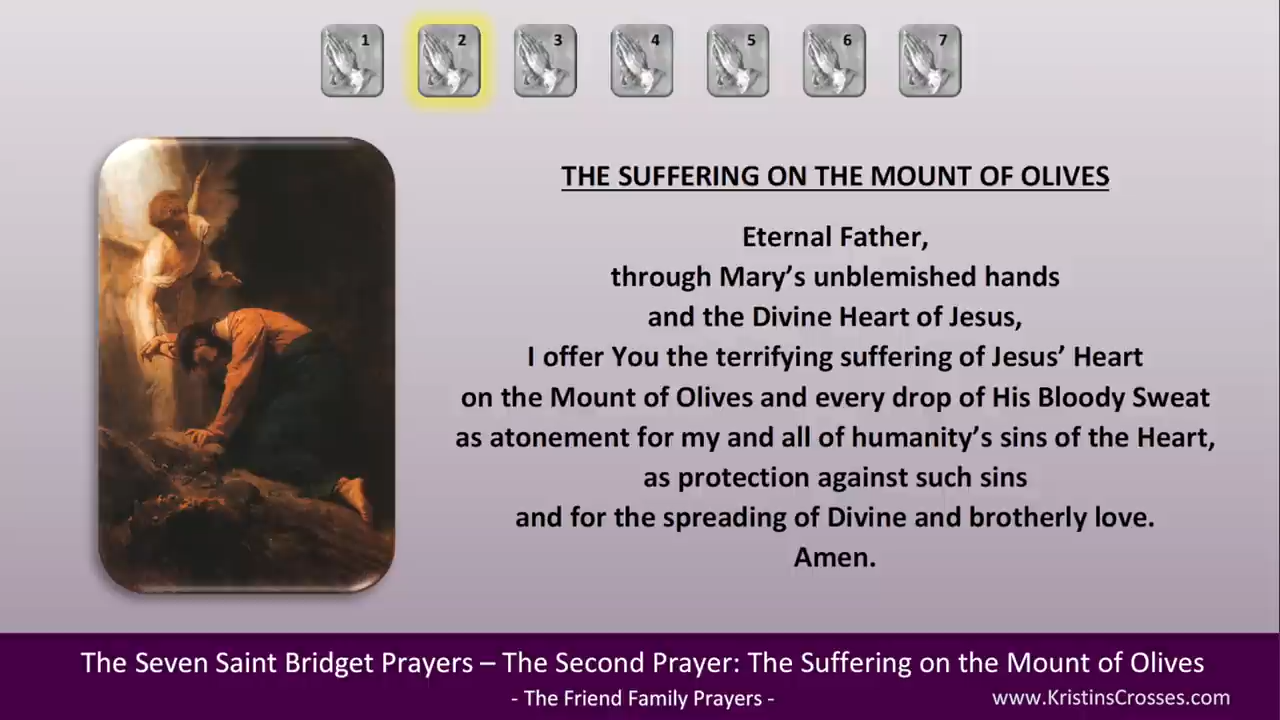 1 2 3 4 5 6 7
THE SUFFERING ON THE MOUNT OF OLIVES
Eternal Father,
through Mary’s unblemished hands
and the Divine Heart of Jesus,
I offer You the terrifying suffering of Jesus’ Heart
on the Mount of Olives and every drop of His Bloody Sweat
as atonement for my and all of humanity’s sins of the Heart,
as protection against such sins
and for the spreading of Divine and brotherly love.
Amen.
The Seven Saint Bridget Prayers – The Second Prayer: The Suffering on the Mount of Olives
- The Friend Family Prayers - www.KristinsCrosses.com